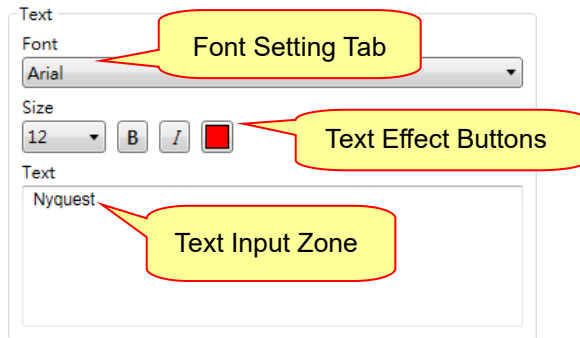 Text
Font
Font Setting Tab
Arial
Size
12 B I
Text Effect Buttons
Text
Nyquest
Text Input Zone